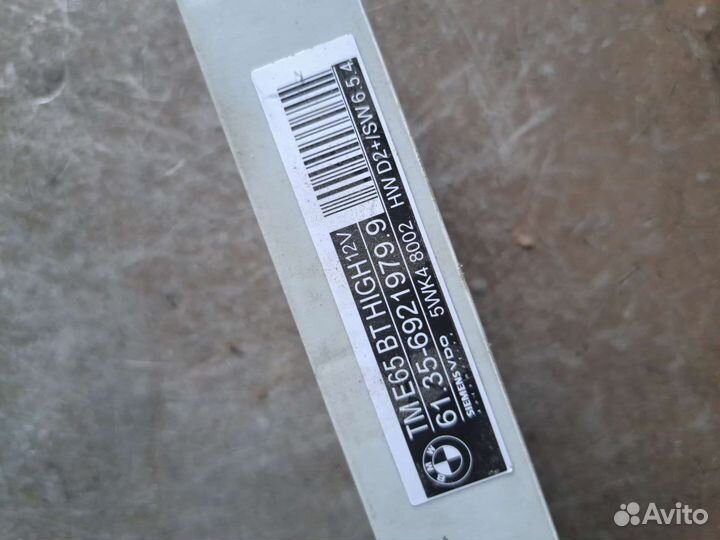 TM E65 BT HIGH 12V
61.35-6921979.9
SIEMENS VDO
5WK4 8002 HW D2+/SW 6.5.4
BMW
Avito